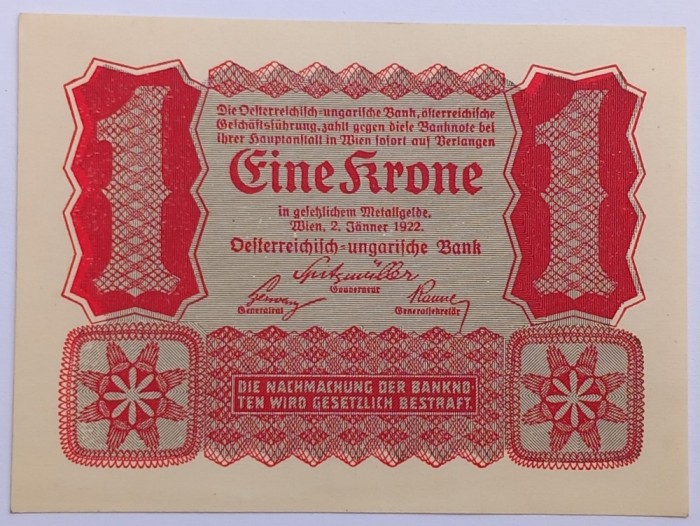 1
1
Die Oesterreichisch-ungarische Bank, österreichische
Geschäftsführung, zahlt gegen diese Banknote bei
ihrer Hauptanstalt in Wien sofort auf Verlangen
Eine Krone
in gesetzlichem Metallgelde.
Wien, 2. Jänner 1922.
Oesterreichisch-ungarische Bank
Spitzmüller
Gouverneur
Generalrat
Generalsekretär
DIE NACHMACHUNG DER BANKNO-
TEN WIRD GESETZLICH BESTRAFT.